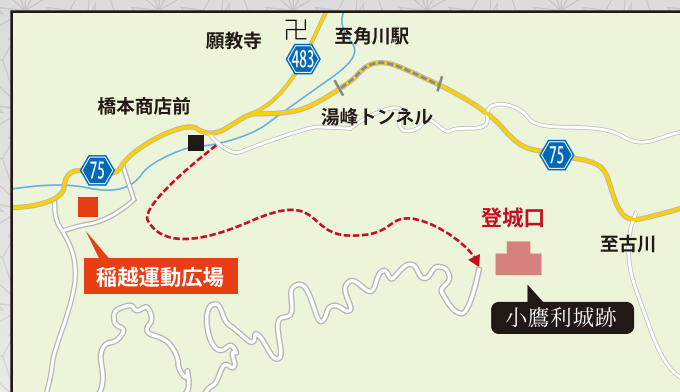 願教寺
卍
483
至角川駅
橋本商店前
湯峰トンネル
75
75
登城口
至古川
稲越運動広場
小鷹利城跡